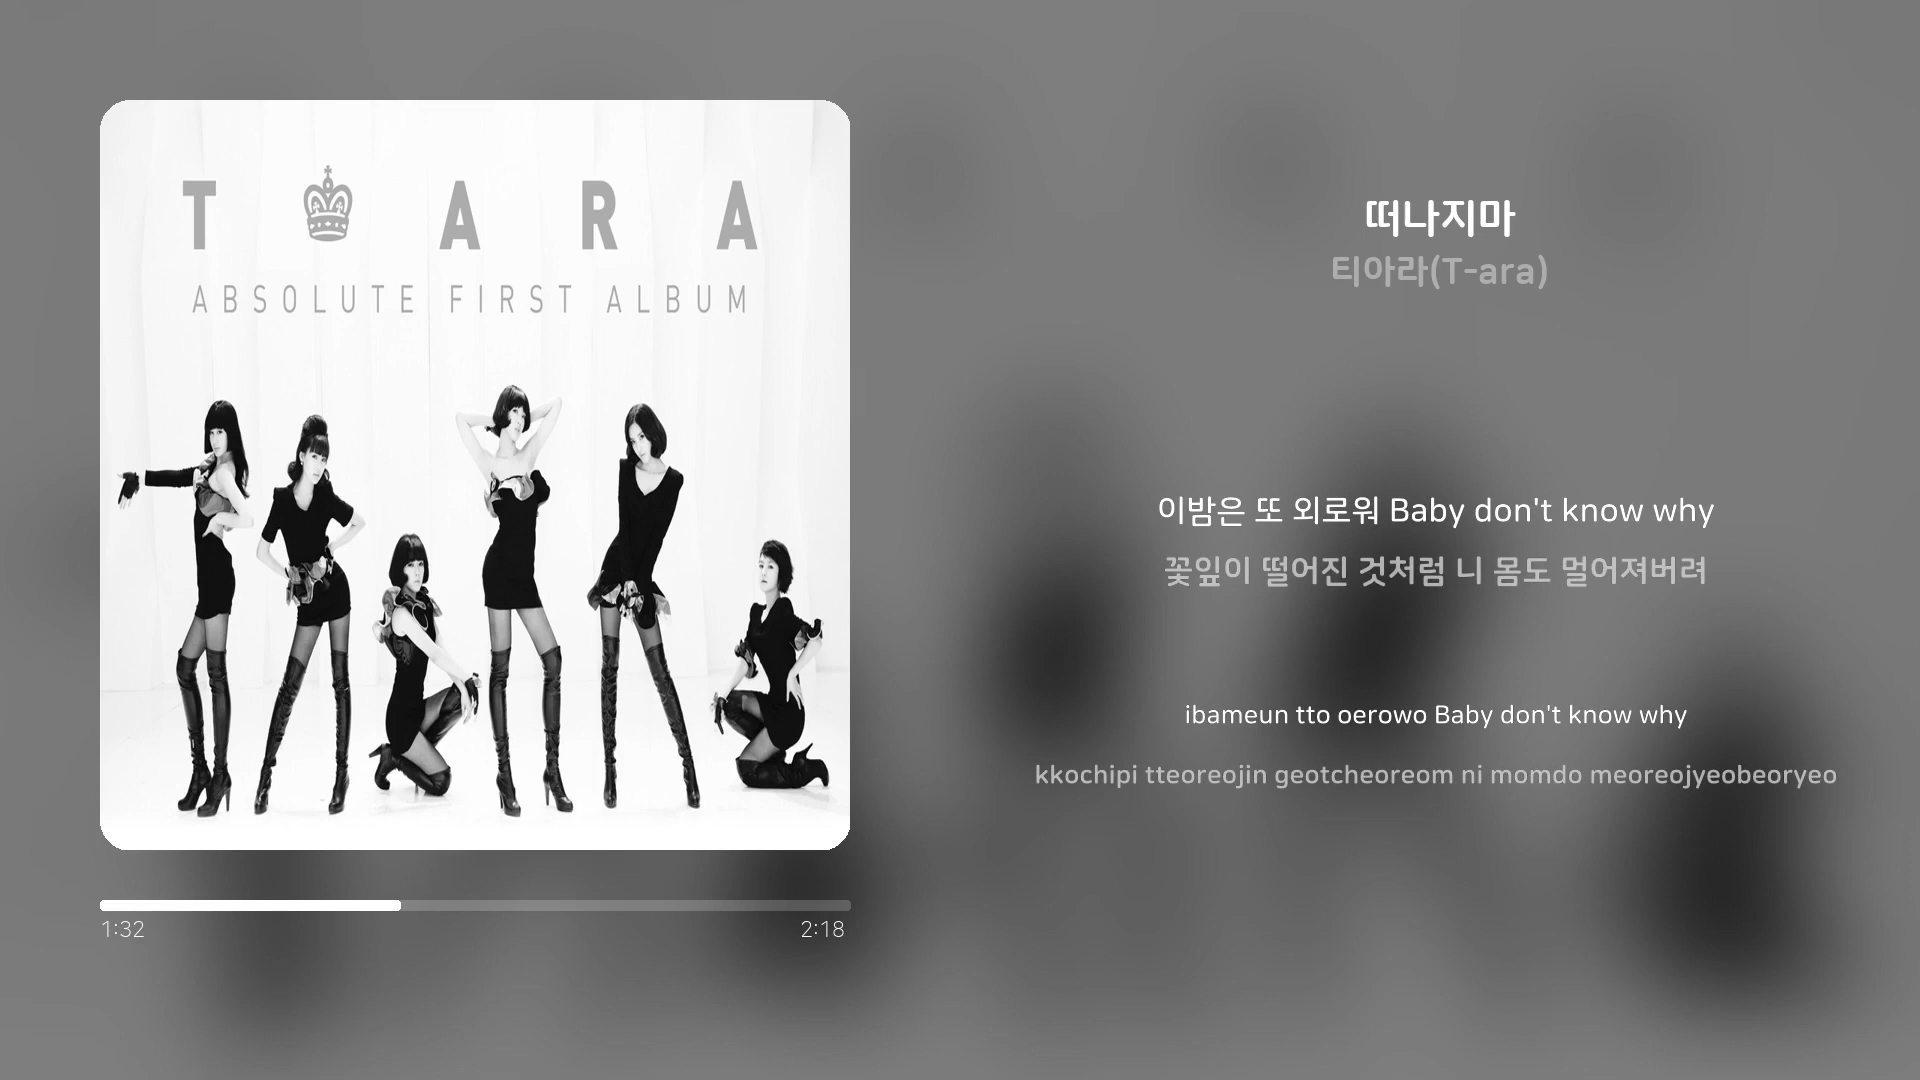 T ARA
ABSOLUTE FIRST ALBUM
1:32
2:18
떠나지마
티아라(T-ara)
이밤은 또 외로워 Baby don't know why
꽃잎이 떨어진 것처럼 니 몸도 멀어져버려
ibameun tto oerowo Baby don't know why
kkochipi tteoreojin geotcheoreom ni momdo meoreojyeobeoryeo